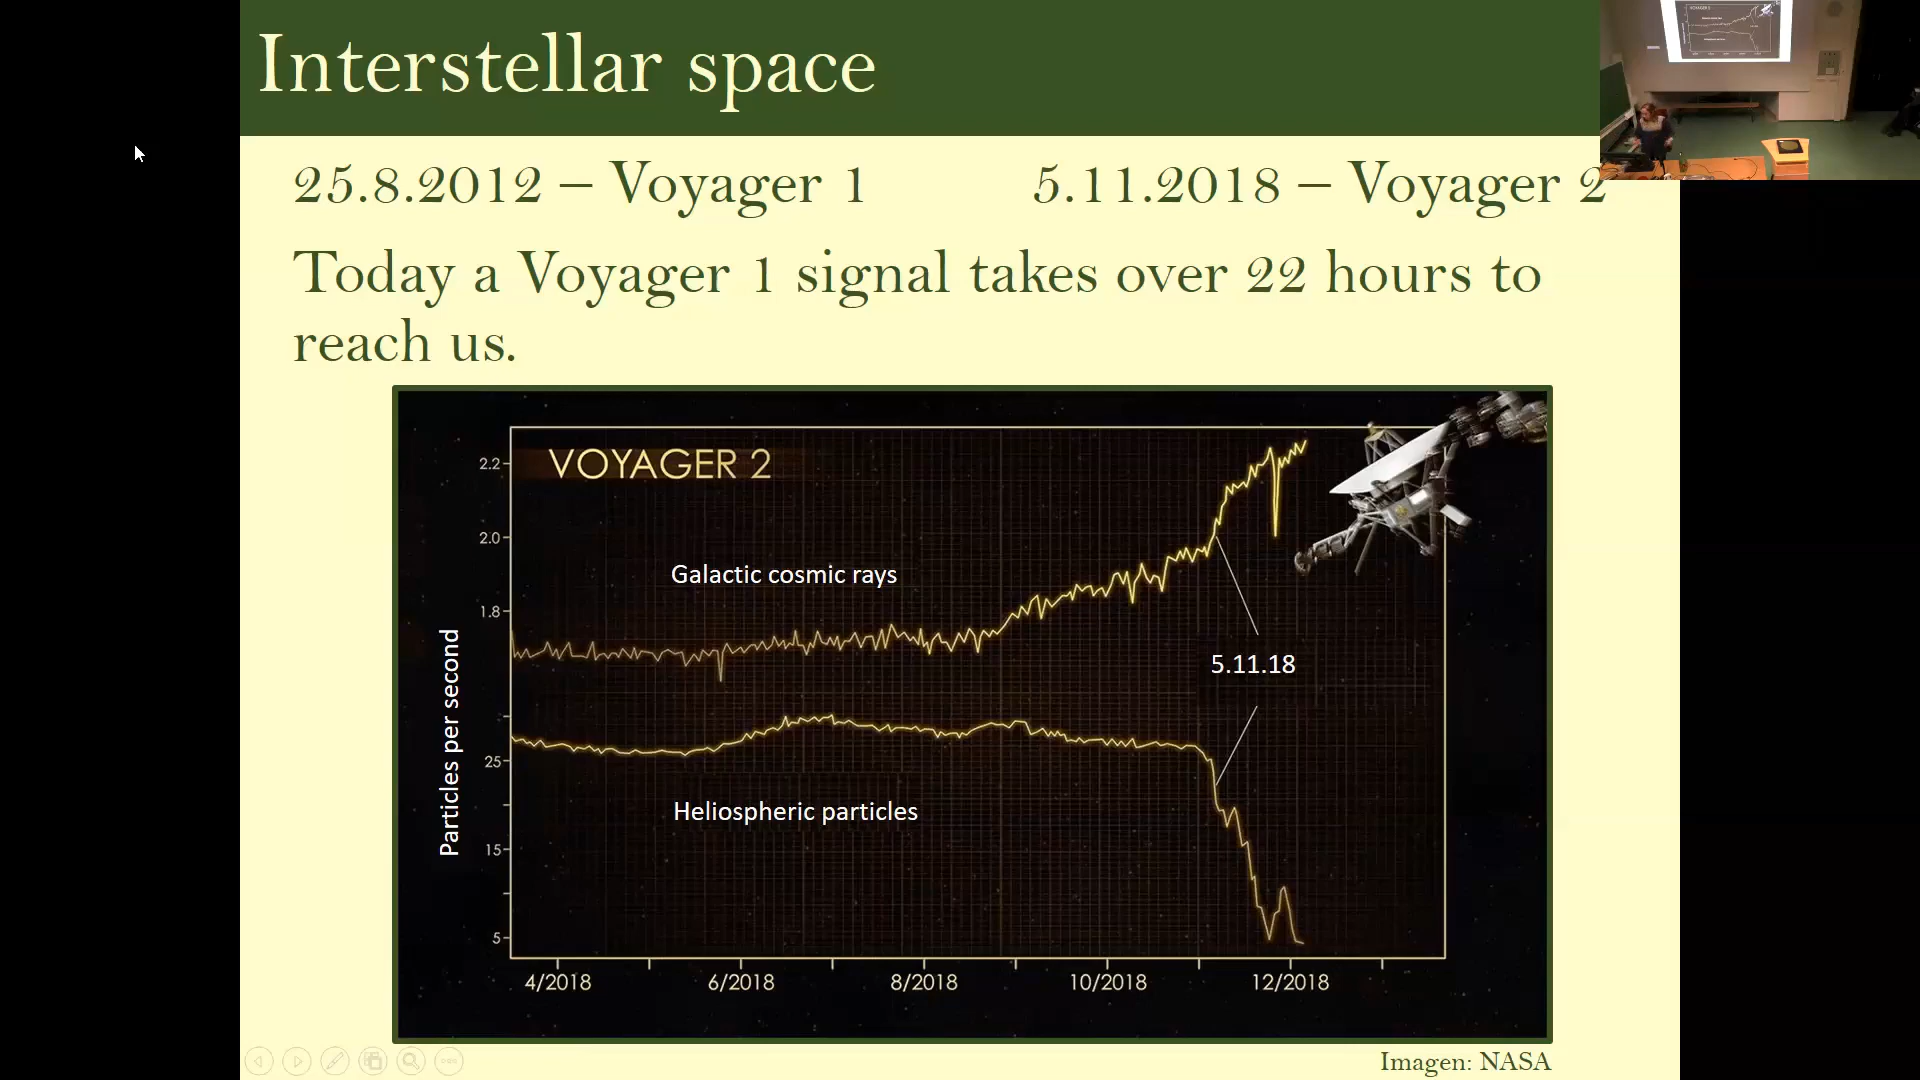 Interstellar space
25.8.2012 – Voyager 1
5.11.2018 – Voyager 2
Today a Voyager 1 signal takes over 22 hours to
reach us.
VOYAGER 2
2.2
2.0
1.8
25
15
5
Particles per second
Galactic cosmic rays
5.11.18
Heliospheric particles
4/2018
6/2018
8/2018
10/2018
12/2018
Imagen: NASA